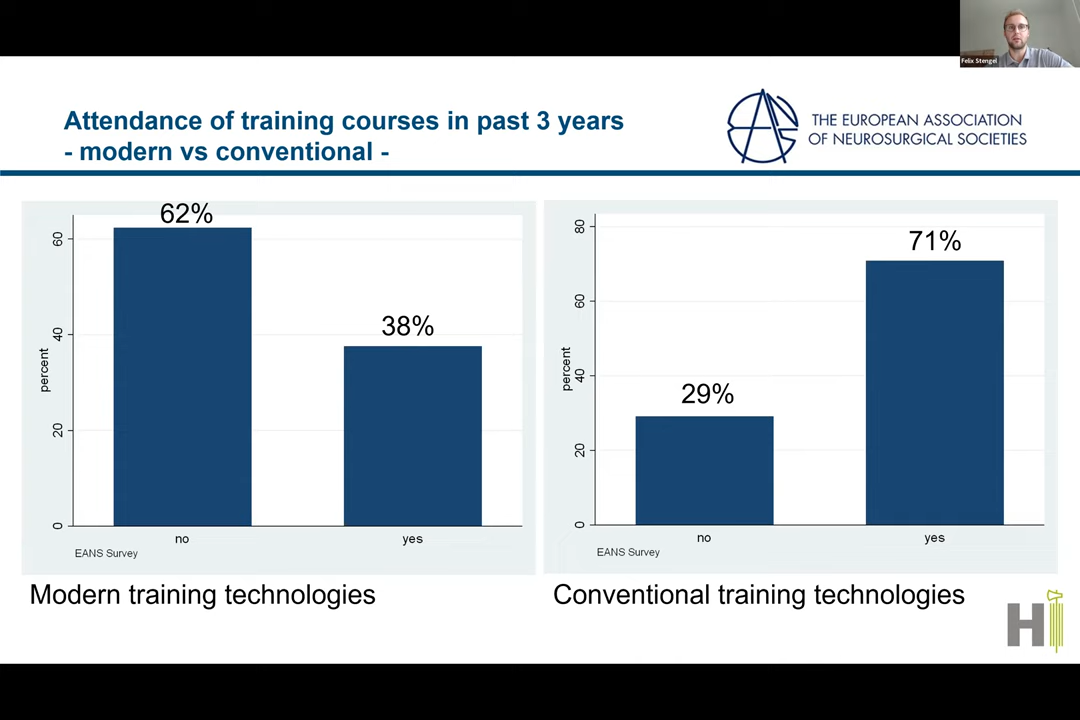 Felix Stengel
Attendance of training courses in past 3 years
- modern vs conventional -
THE EUROPEAN ASSOCIATION
OF NEUROSURGICAL SOCIETIES
62%
38%
percent
60
40
20
0
no
yes
EANS Survey
Modern training technologies
71%
29%
percent
80
60
40
20
0
no
yes
EANS Survey
Conventional training technologies
H